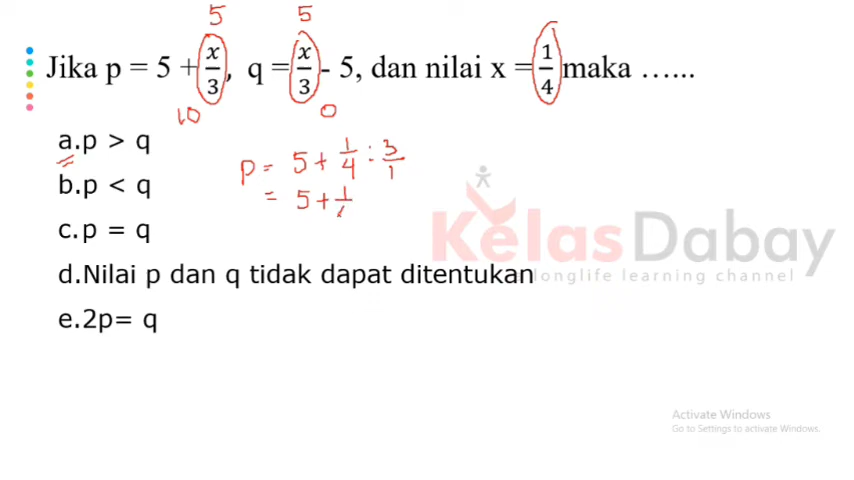 5 5
Jika p = 5 + x/3, q = x/3 - 5, dan nilai x = 1/4 maka …...
10 0
a.p > q
p = 5 + 1/4 : 3/1
b.p < q
= 5 + 1/
c.p = q
KelasDabay
longlife learning channel
d.Nilai p dan q tidak dapat ditentukan
e.2p= q
Activate Windows
Go to Settings to activate Windows.